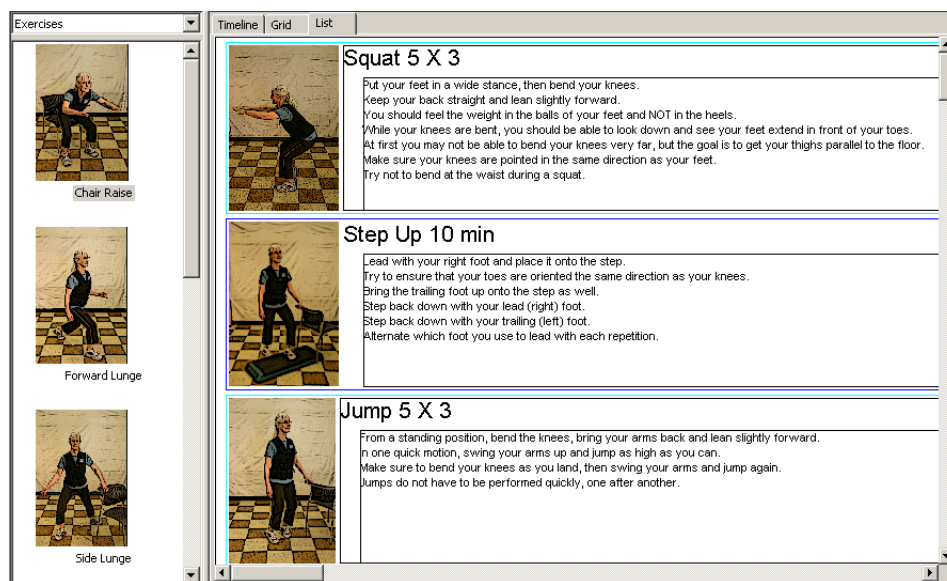 Exercises
Chair Raise
Forward Lunge
Side Lunge
Timeline Grid List
Squat 5 X 3
Put your feet in a wide stance, then bend your knees.
Keep your back straight and lean slightly forward.
You should feel the weight in the balls of your feet and NOT in the heels.
While your knees are bent, you should be able to look down and see your feet extend in front of your toes.
At first you may not be able to bend your knees very far, but the goal is to get your thighs parallel to the floor.
Make sure your knees are pointed in the same direction as your feet.
Try not to bend at the waist during a squat.
Step Up 10 min
Lead with your right foot and place it onto the step.
Try to ensure that your toes are oriented the same direction as your knees.
Bring the trailing foot up onto the step as well.
Step back down with your lead (right) foot.
Step back down with your trailing (left) foot.
Alternate which foot you use to lead with each repetition.
Jump 5 X 3
From a standing position, bend the knees, bring your arms back and lean slightly forward.
In one quick motion, swing your arms up and jump as high as you can.
Make sure to bend your knees as you land, then swing your arms and jump again.
Jumps do not have to be performed quickly, one after another.